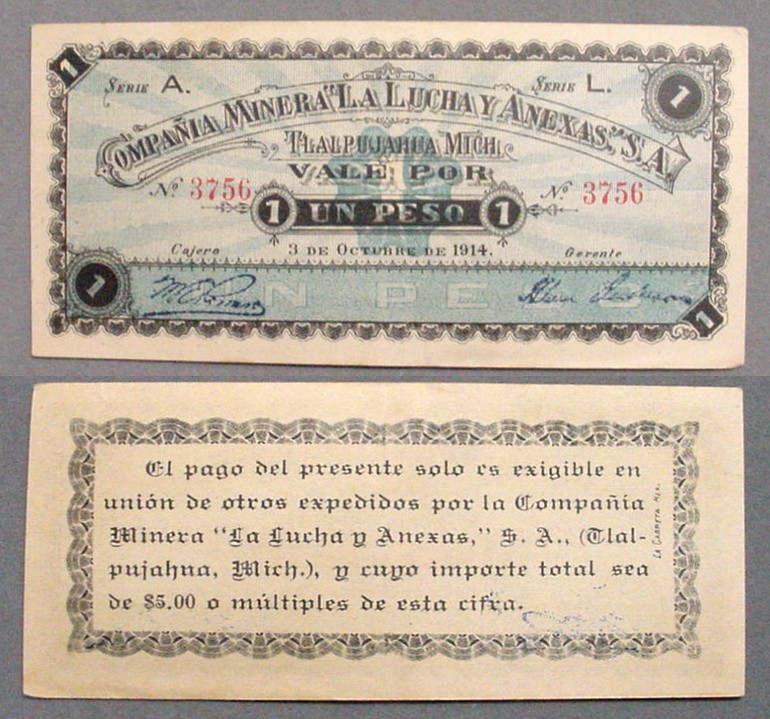 1
SERIE A.
SERIE L.
1
COMPAÑIA MINERA "LA LUCHA Y ANEXAS," S.A.
TLALPUJAHUA MICH.
VALE POR
Nº 3756
Nº 3756
1 UN PESO 1
Cajero
3 DE OCTUBRE DE 1914.
Gerente
1
UN PESO
1
El pago del presente solo es exigible en
unión de otros expedidos por la Compañia
Minera "La Lucha y Anexas," S. A., (Tlal-
pujahua, Mich.), y cuyo importe total sea
de $5.00 o múltiples de esta cifra.